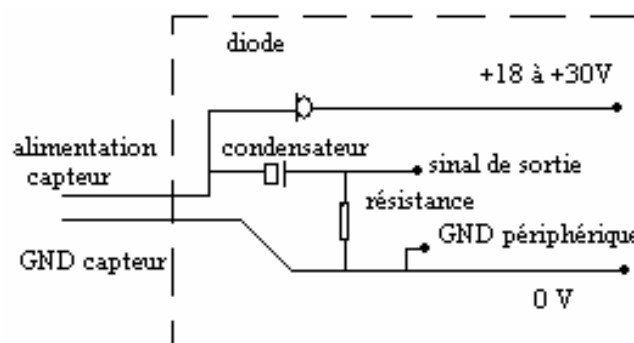 diode
+18 à +30V
alimentation
capteur
condensateur
sinal de sortie
résistance
GND périphérique
GND capteur
0 V